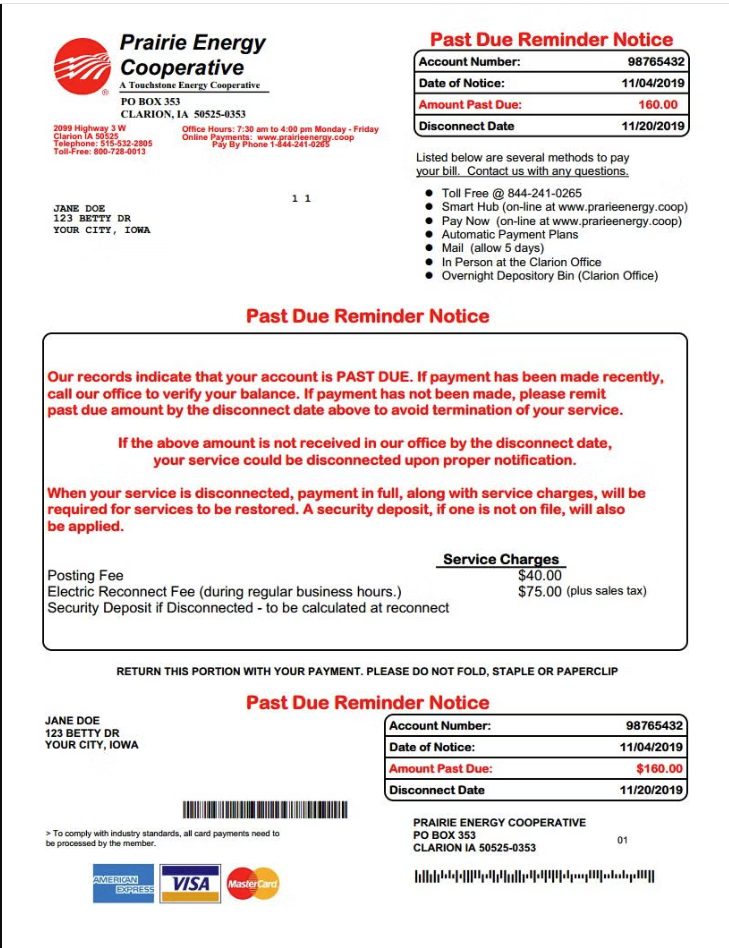 Prairie Energy
Cooperative
A Touchstone Energy Cooperative
PO BOX 353
CLARION, IA  50525-0353
®
2099 Highway 3 W
Clarion IA 50525
Telephone: 515-532-2805
Toll-Free: 800-728-0013
Office Hours: 7:30 am to 4:00 pm Monday - Friday
Online Payments:  www.prairieenergy.coop
Pay By Phone 1-844-241-0265
Past Due Reminder Notice
Account Number: 98765432
Date of Notice: 11/04/2019
Amount Past Due: 160.00
Disconnect Date 11/20/2019
Listed below are several methods to pay
your bill.  Contact us with any questions.
● Toll Free @ 844-241-0265
● Smart Hub (on-line at www.prarieenergy.coop)
● Pay Now  (on-line at www.prarieenergy.coop)
● Automatic Payment Plans
● Mail  (allow 5 days)
● In Person at the Clarion Office
● Overnight Depository Bin (Clarion Office)
1 1
JANE DOE
123 BETTY DR
YOUR CITY, IOWA
Past Due Reminder Notice
Our records indicate that your account is PAST DUE. If payment has been made recently,
call our office to verify your balance. If payment has not been made, please remit
past due amount by the disconnect date above to avoid termination of your service.
If the above amount is not received in our office by the disconnect date,
your service could be disconnected upon proper notification.
When your service is disconnected, payment in full, along with service charges, will be
required for services to be restored. A security deposit, if one is not on file, will also
be applied.
Service Charges
Posting Fee $40.00
Electric Reconnect Fee (during regular business hours.) $75.00 (plus sales tax)
Security Deposit if Disconnected - to be calculated at reconnect
RETURN THIS PORTION WITH YOUR PAYMENT. PLEASE DO NOT FOLD, STAPLE OR PAPERCLIP
Past Due Reminder Notice
JANE DOE
123 BETTY DR
YOUR CITY, IOWA
Account Number: 98765432
Date of Notice: 11/04/2019
Amount Past Due: $160.00
Disconnect Date 11/20/2019
> To comply with industry standards, all card payments need to
be processed by the member.
AMERICAN
EXPRESS
VISA
MasterCard
PRAIRIE ENERGY COOPERATIVE
PO BOX 353
CLARION IA 50525-0353
01